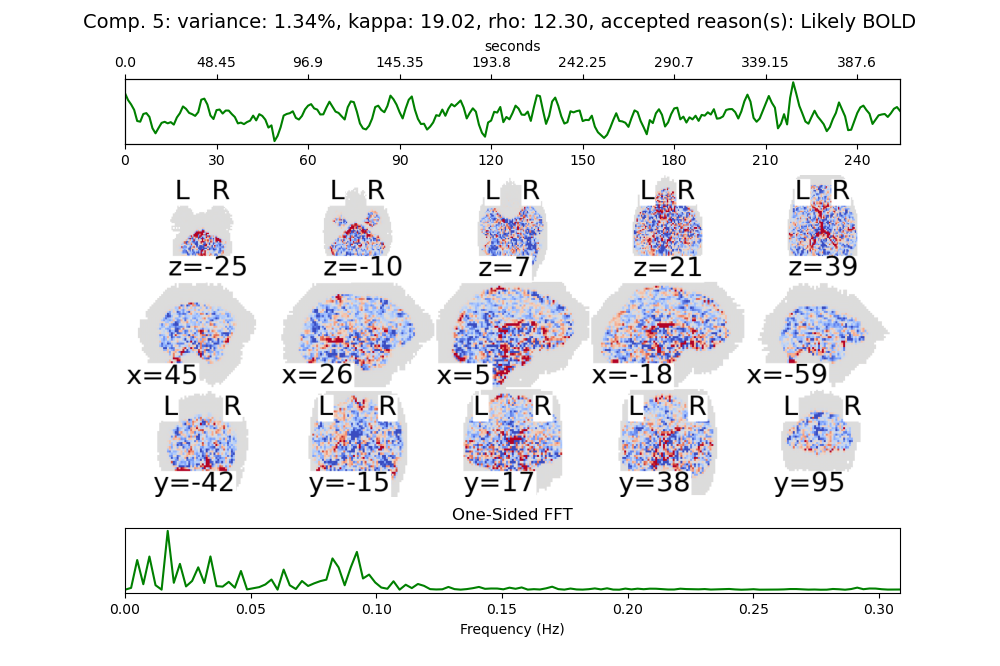 Comp. 5: variance: 1.34%, kappa: 19.02, rho: 12.30, accepted reason(s): Likely BOLD
seconds
0.0 48.45 96.9 145.35 193.8 242.25 290.7 339.15 387.6
0 30 60 90 120 150 180 210 240
L R L R L R L R L R
z=-25 z=-10 z=7 z=21 z=39
x=45 x=26 x=5 x=-18 x=-59
L R L R L R L R L R
y=-42 y=-15 y=17 y=38 y=95
One-Sided FFT
0.00 0.05 0.10 0.15 0.20 0.25 0.30
Frequency (Hz)